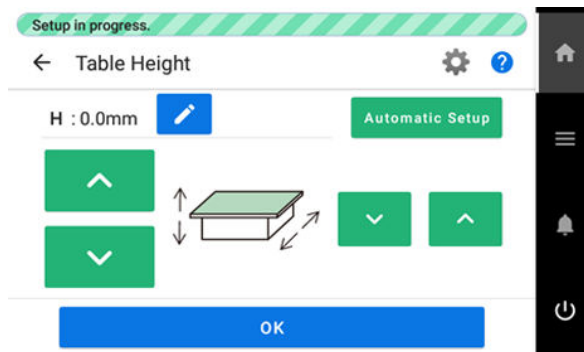 Setup in progress.
Table Height
H : 0.0mm
Automatic Setup
OK